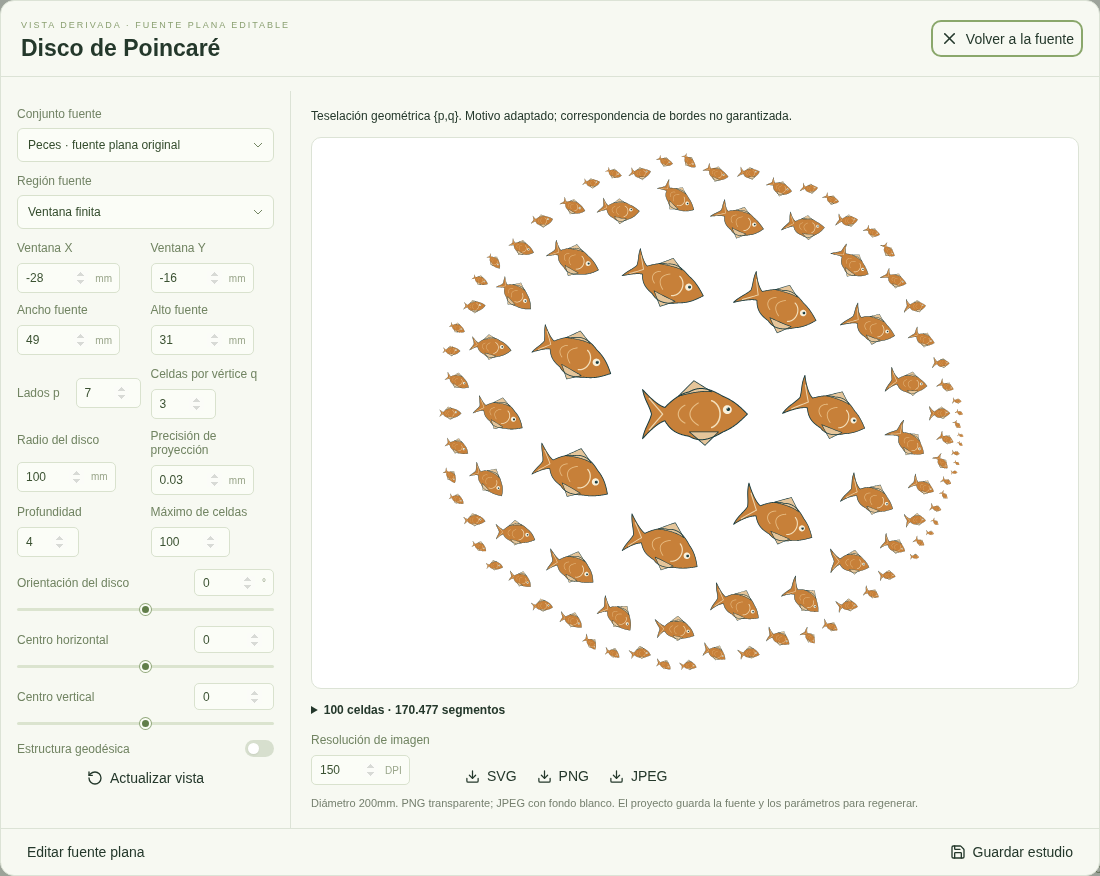 VISTA DERIVADA · FUENTE PLANA EDITABLE
Disco de Poincaré
Volver a la fuente
Conjunto fuente
Peces · fuente plana original
Región fuente
Ventana finita
Ventana X
Ventana Y
-28 mm
-16 mm
Ancho fuente
Alto fuente
49 mm
31 mm
Lados p
7
Celdas por vértice q
3
Radio del disco
Precisión de proyección
100 mm
0.03 mm
Profundidad
Máximo de celdas
4
100
Orientación del disco
0 °
Centro horizontal
0
Centro vertical
0
Estructura geodésica
Actualizar vista
Teselación geométrica {p,q}. Motivo adaptado; correspondencia de bordes no garantizada.
100 celdas · 170.477 segmentos
Resolución de imagen
150 DPI
SVG
PNG
JPEG
Diámetro 200mm. PNG transparente; JPEG con fondo blanco. El proyecto guarda la fuente y los parámetros para regenerar.
Editar fuente plana
Guardar estudio